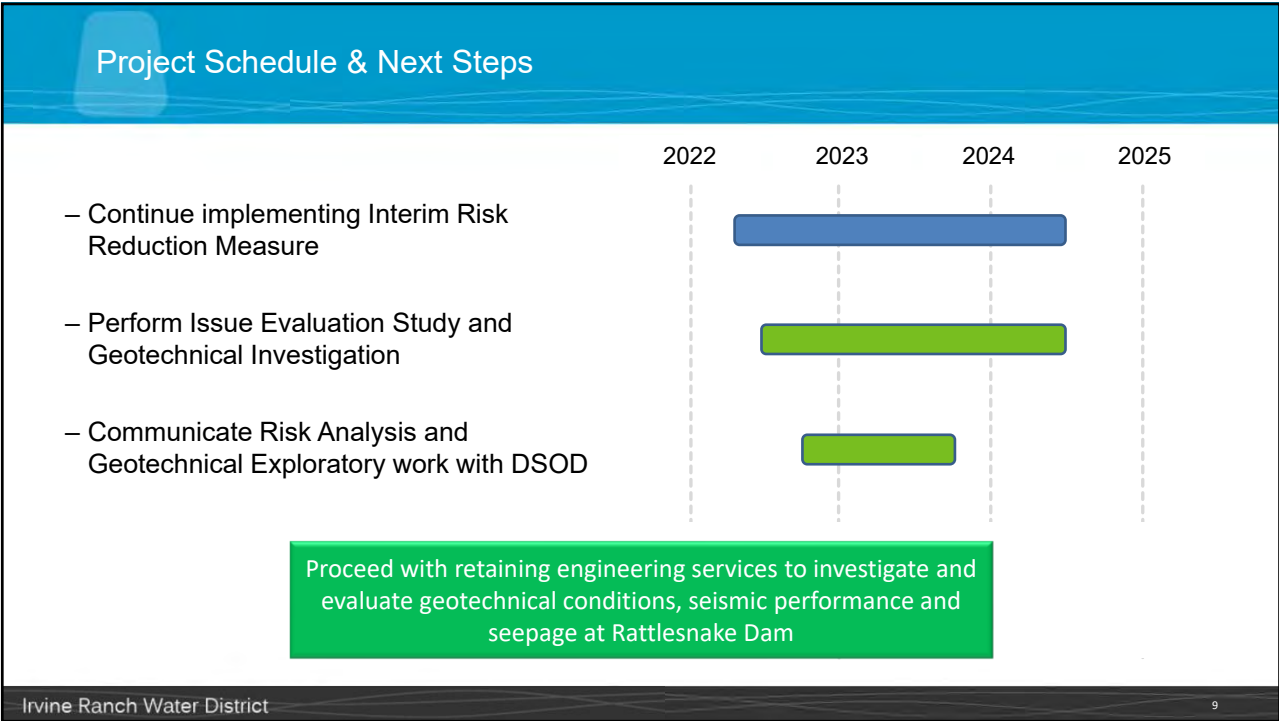 Project Schedule & Next Steps
2022 2023 2024 2025
– Continue implementing Interim Risk
Reduction Measure
– Perform Issue Evaluation Study and
Geotechnical Investigation
– Communicate Risk Analysis and
Geotechnical Exploratory work with DSOD
Proceed with retaining engineering services to investigate and
evaluate geotechnical conditions, seismic performance and
seepage at Rattlesnake Dam
Irvine Ranch Water District
9